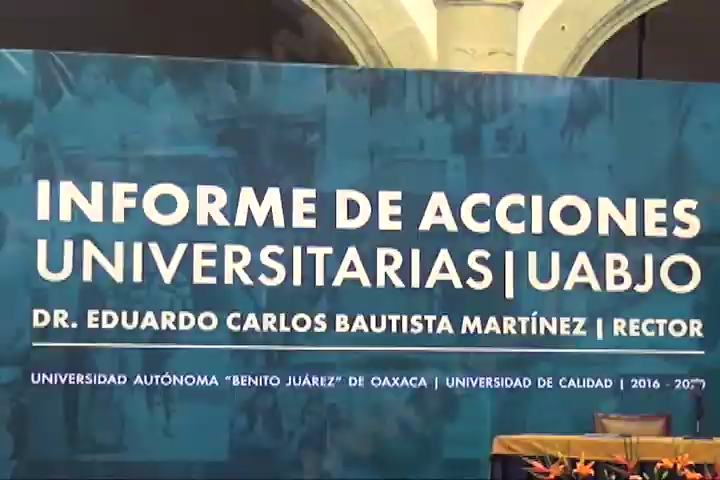 INFORME DE ACCIONES
UNIVERSITARIAS | UABJO
DR. EDUARDO CARLOS BAUTISTA MARTÍNEZ | RECTOR
UNIVERSIDAD AUTÓNOMA "BENITO JUÁREZ" DE OAXACA | UNIVERSIDAD DE CALIDAD | 2016 -